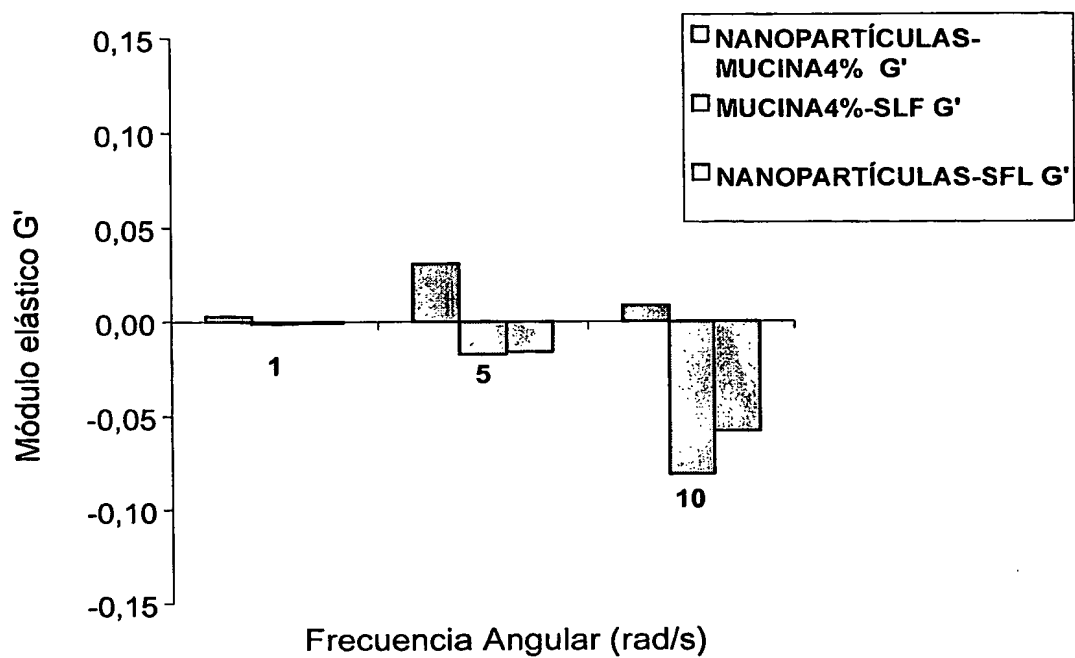 0,15
0,10
0,05
0,00
-0,05
-0,10
-0,15
Módulo elástico G'
1
5
10
Frecuencia Angular (rad/s)
NANOPARTÍCULAS-
MUCINA4% G'
MUCINA4%-SLF G'
NANOPARTÍCULAS-SFL G'